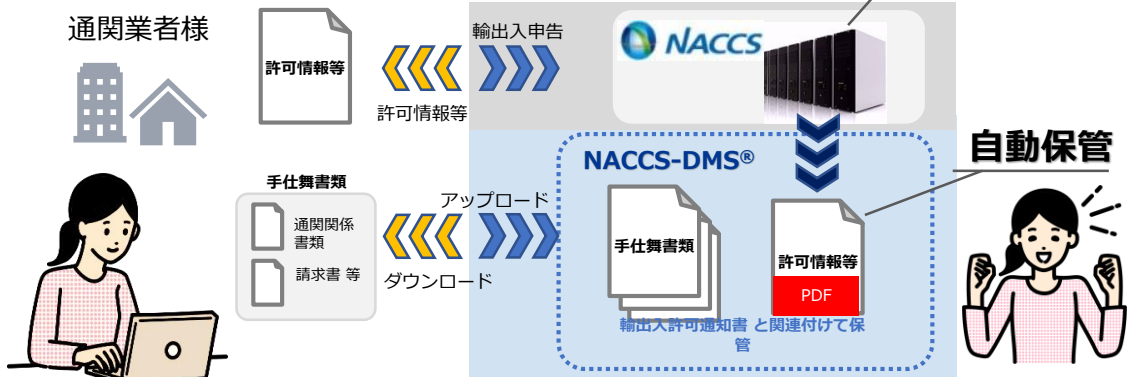 通関業者様
許可情報等
輸出入申告
許可情報等
NACCS
手仕舞書類
通関関係
書類
請求書 等
アップロード
ダウンロード
NACCS-DMS®
手仕舞書類
許可情報等
PDF
輸出入許可通知書 と関連付けて保
管
自動保管